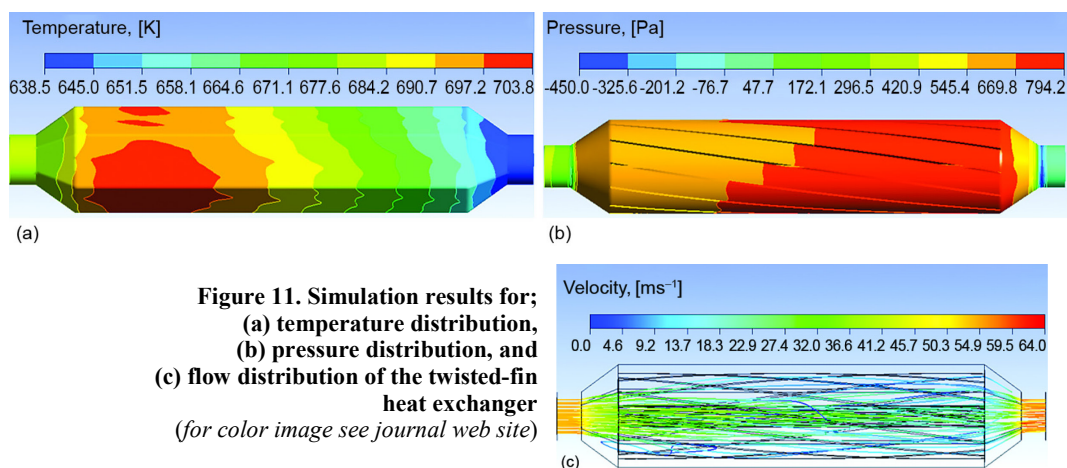 Temperature, [K]
638.5 645.0 651.5 658.1 664.6 671.1 677.6 684.2 690.7 697.2 703.8
(a)
Pressure, [Pa]
-450.0 -325.6 -201.2 -76.7 47.7 172.1 296.5 420.9 545.4 669.8 794.2
(b)
Figure 11. Simulation results for;
(a) temperature distribution,
(b) pressure distribution, and
(c) flow distribution of the twisted-fin
heat exchanger
(for color image see journal web site)
Velocity, [ms⁻¹]
0.0 4.6 9.2 13.7 18.3 22.9 27.4 32.0 36.6 41.2 45.7 50.3 54.9 59.5 64.0
(c)